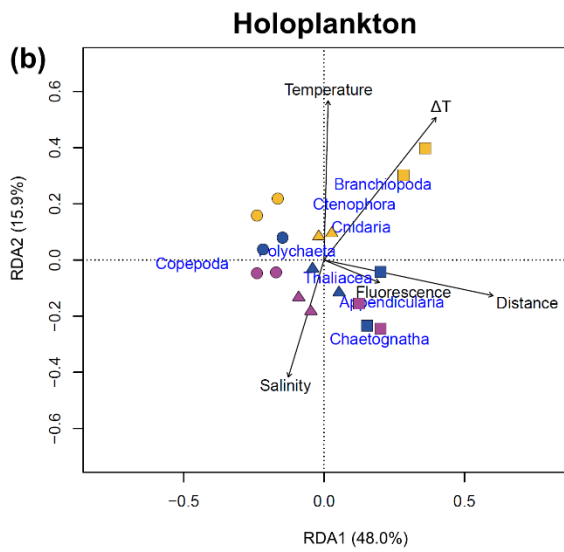 Holoplankton
(b)
Temperature
ΔT
Branchiopoda
Ctenophora
Cnidaria
Polychaeta
Copepoda
Thaliacea
Fluorescence
Appendicularia
Distance
Chaetognatha
Salinity
0.6
0.4
0.2
0.0
−0.2
−0.4
−0.6
RDA2 (15.9%)
−0.5
0.0
0.5
RDA1 (48.0%)